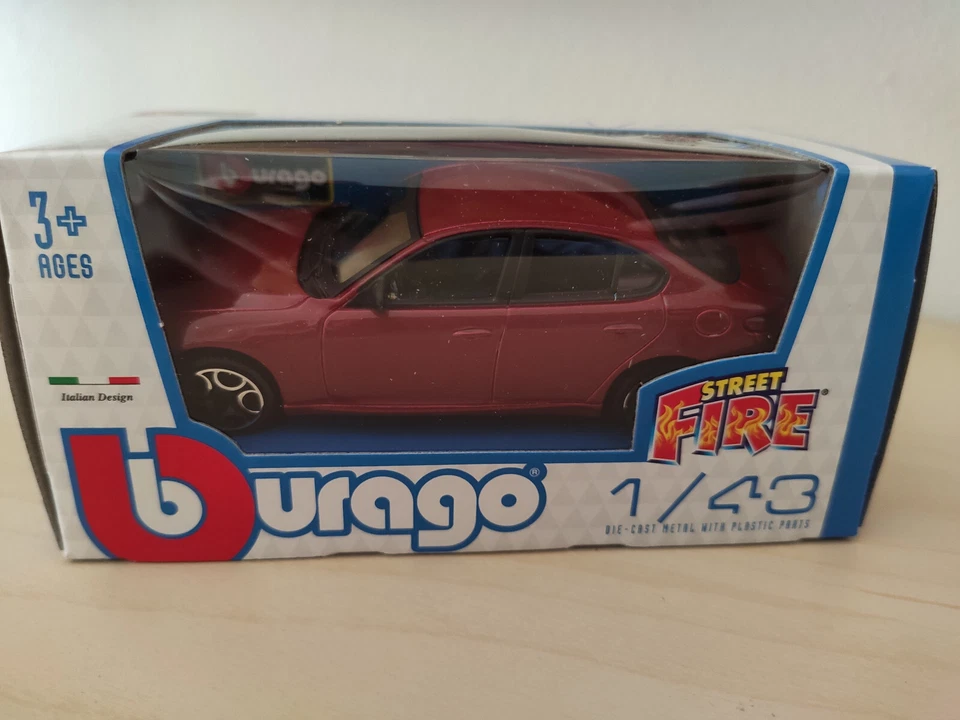 burago
3+
AGES
Italian Design
STREET
FIRE®
burago®
1/43
DIE-CAST METAL WITH PLASTIC PARTS